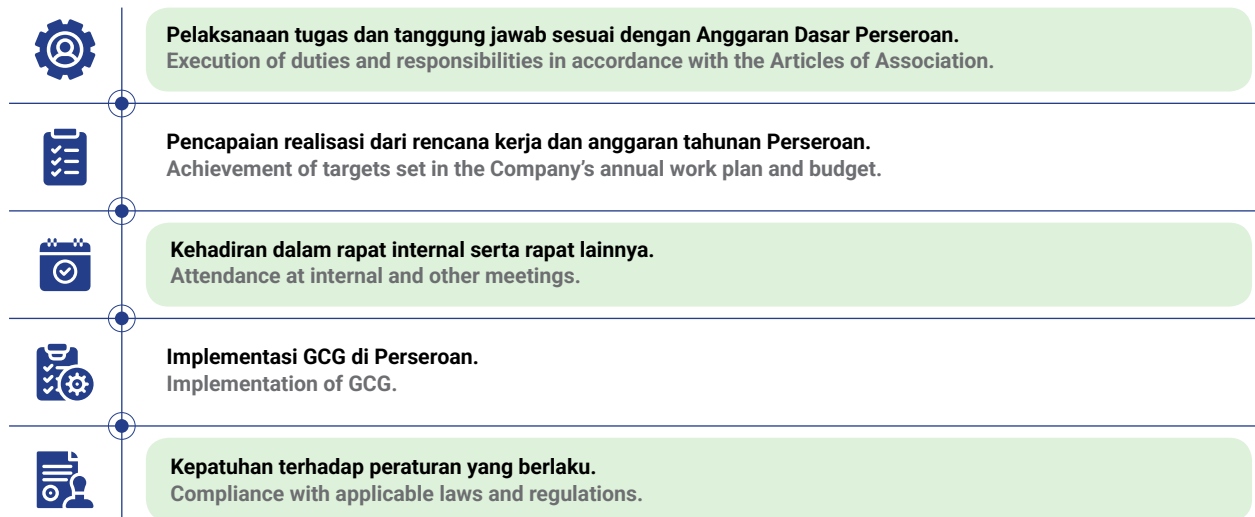 Pelaksanaan tugas dan tanggung jawab sesuai dengan Anggaran Dasar Perseroan.
Execution of duties and responsibilities in accordance with the Articles of Association.
Pencapaian realisasi dari rencana kerja dan anggaran tahunan Perseroan.
Achievement of targets set in the Company's annual work plan and budget.
Kehadiran dalam rapat internal serta rapat lainnya.
Attendance at internal and other meetings.
Implementasi GCG di Perseroan.
Implementation of GCG.
Kepatuhan terhadap peraturan yang berlaku.
Compliance with applicable laws and regulations.